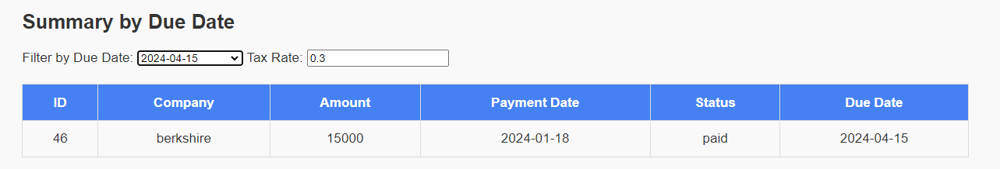 Summary by Due Date
Filter by Due Date: 2024-04-15 Tax Rate: 0.3
ID Company Amount Payment Date Status Due Date
46 berkshire 15000 2024-01-18 paid 2024-04-15